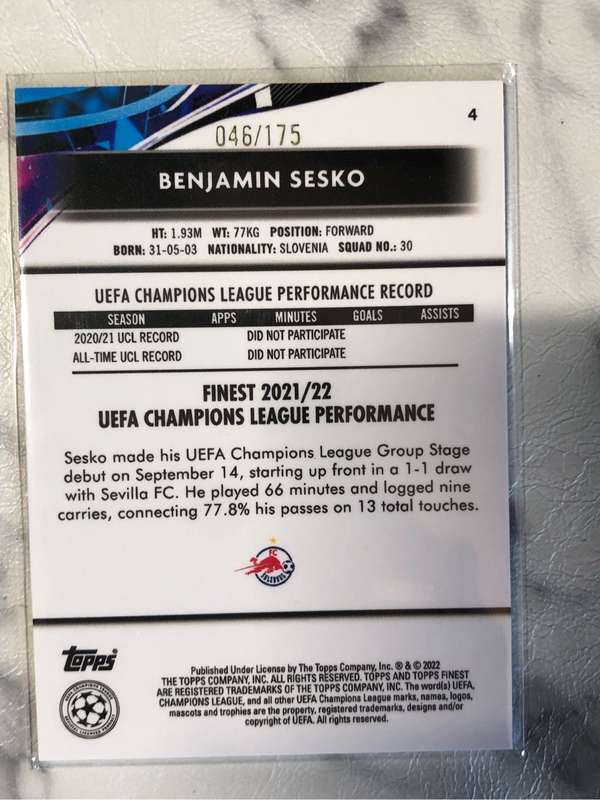 4
046/175
BENJAMIN SESKO
HT: 1.93M WT: 77KG POSITION: FORWARD
BORN: 31-05-03 NATIONALITY: SLOVENIA SQUAD NO.: 30
UEFA CHAMPIONS LEAGUE PERFORMANCE RECORD
SEASON APPS MINUTES GOALS ASSISTS
2020/21 UCL RECORD DID NOT PARTICIPATE
ALL-TIME UCL RECORD DID NOT PARTICIPATE
FINEST 2021/22
UEFA CHAMPIONS LEAGUE PERFORMANCE
Sesko made his UEFA Champions League Group Stage
debut on September 14, starting up front in a 1-1 draw
with Sevilla FC. He played 66 minutes and logged nine
carries, connecting 77.8% his passes on 13 total touches.
FC
SALZBURG
Topps
Published Under License by The Topps Company, Inc. ® & © 2022
THE TOPPS COMPANY, INC. ALL RIGHTS RESERVED. TOPPS AND TOPPS FINEST
ARE REGISTERED TRADEMARKS OF THE TOPPS COMPANY, INC. The word(s) UEFA,
CHAMPIONS LEAGUE, and all other UEFA Champions League marks, names, logos,
mascots and trophies are the property, registered trademarks, designs and/or
copyright of UEFA. All rights reserved.